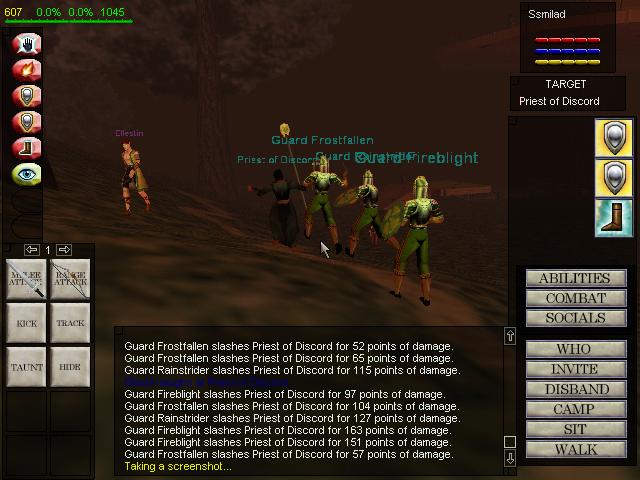 607 0.0% 0.0% 1045
Ssmilad
TARGET
Priest of Discord
Ellestin
Guard Frostfallen
Priest of Discord Guard Rainstrider Guard Fireblight
1
MELEE ATTACK
RANGE ATTACK
KICK
TRACK
TAUNT
HIDE
Guard Frostfallen slashes Priest of Discord for 52 points of damage.
Guard Frostfallen slashes Priest of Discord for 65 points of damage.
Guard Rainstrider slashes Priest of Discord for 115 points of damage.
Guard Fireblight slashes Priest of Discord for 97 points of damage.
Guard Frostfallen slashes Priest of Discord for 104 points of damage.
Guard Rainstrider slashes Priest of Discord for 127 points of damage.
Guard Fireblight slashes Priest of Discord for 163 points of damage.
Guard Fireblight slashes Priest of Discord for 151 points of damage.
Guard Frostfallen slashes Priest of Discord for 57 points of damage.
Taking a screenshot...
ABILITIES
COMBAT
SOCIALS
WHO
INVITE
DISBAND
CAMP
SIT
WALK